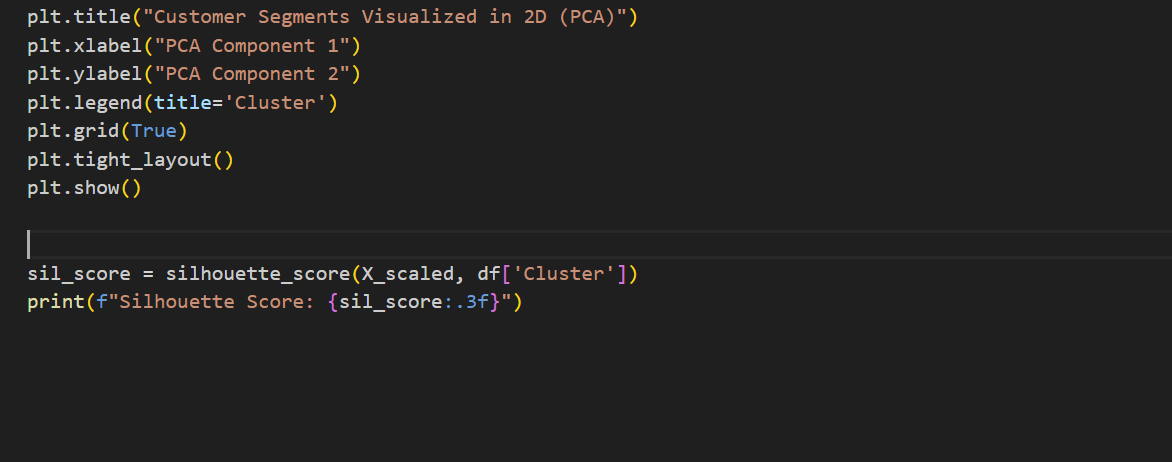 plt.title("Customer Segments Visualized in 2D (PCA)")
plt.xlabel("PCA Component 1")
plt.ylabel("PCA Component 2")
plt.legend(title='Cluster')
plt.grid(True)
plt.tight_layout()
plt.show()
sil_score = silhouette_score(X_scaled, df['Cluster'])
print(f"Silhouette Score: {sil_score:.3f}")